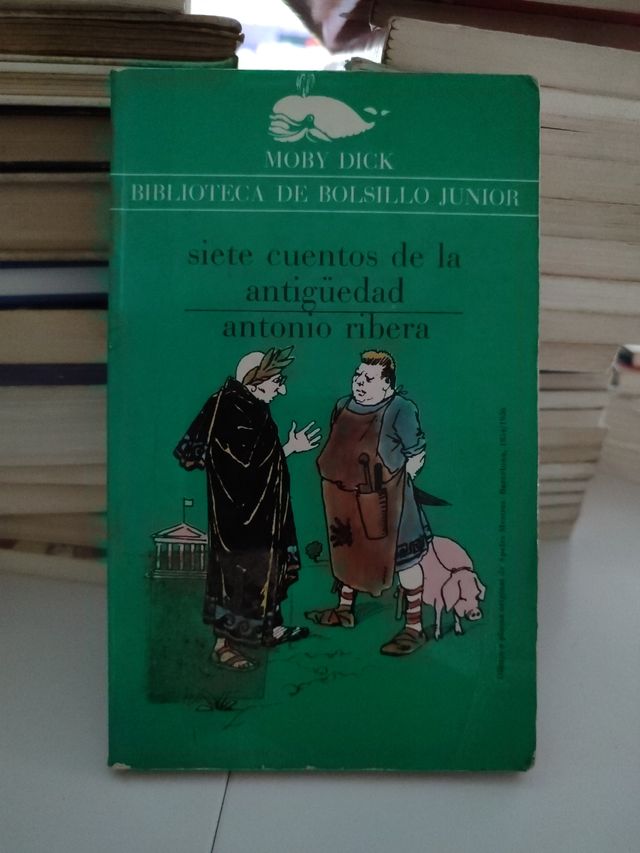 MOBY DICK
BIBLIOTECA DE BOLSILLO JUNIOR
siete cuentos de la
antigüedad
antonio ribera